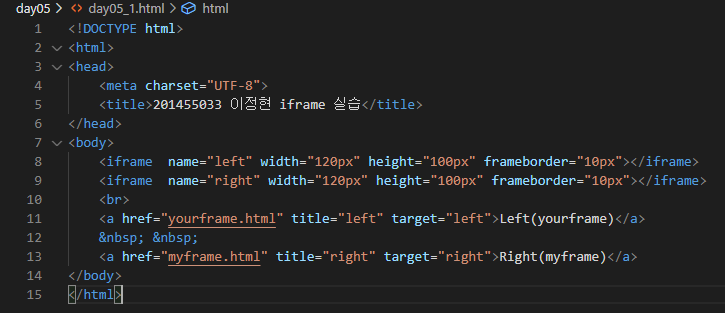 day05 > <> day05_1.html > html
1 <!DOCTYPE html>
2 <html>
3 <head>
4 <meta charset="UTF-8">
5 <title>201455033 이정현 iframe 실습</title>
6 </head>
7 <body>
8 <iframe  name="left" width="120px" height="100px" frameborder="10px"></iframe>
9 <iframe  name="right" width="120px" height="100px" frameborder="10px"></iframe>
10 <br>
11 <a href="yourframe.html" title="left" target="left">Left(yourframe)</a>
12 &nbsp; &nbsp;
13 <a href="myframe.html" title="right" target="right">Right(myframe)</a>
14 </body>
15 </html>